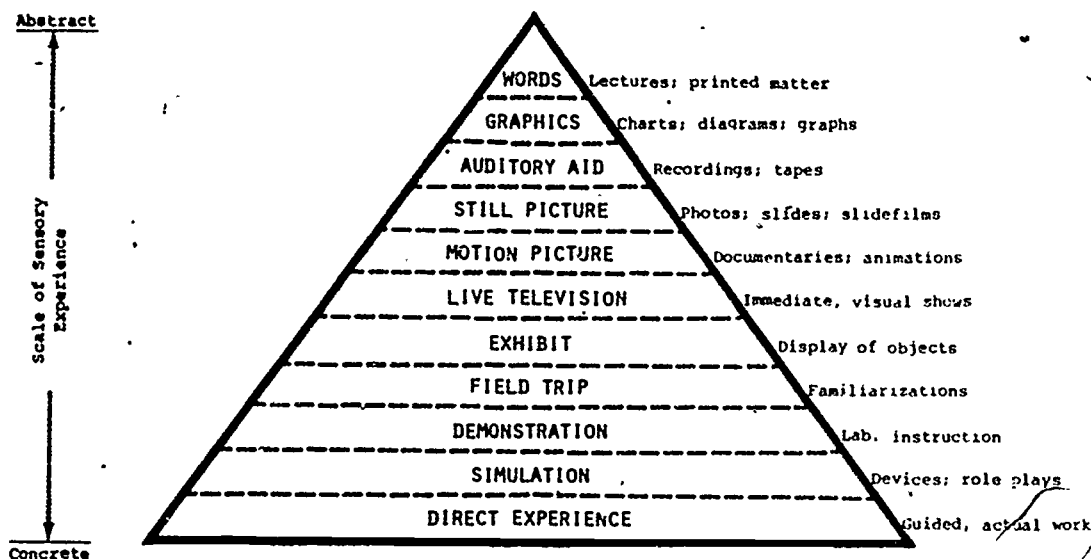 Abstract
WORDS Lectures; printed matter
GRAPHICS Charts; diagrams; graphs
AUDITORY AID Recordings; tapes
STILL PICTURE Photos; slides; slidefilms
MOTION PICTURE Documentaries; animations
LIVE TELEVISION Immediate, visual shows
EXHIBIT Display of objects
FIELD TRIP Familiarizations
DEMONSTRATION Lab. instruction
SIMULATION Devices; role plays
DIRECT EXPERIENCE Guided, actual work
Concrete
Scale of Sensory
Experience